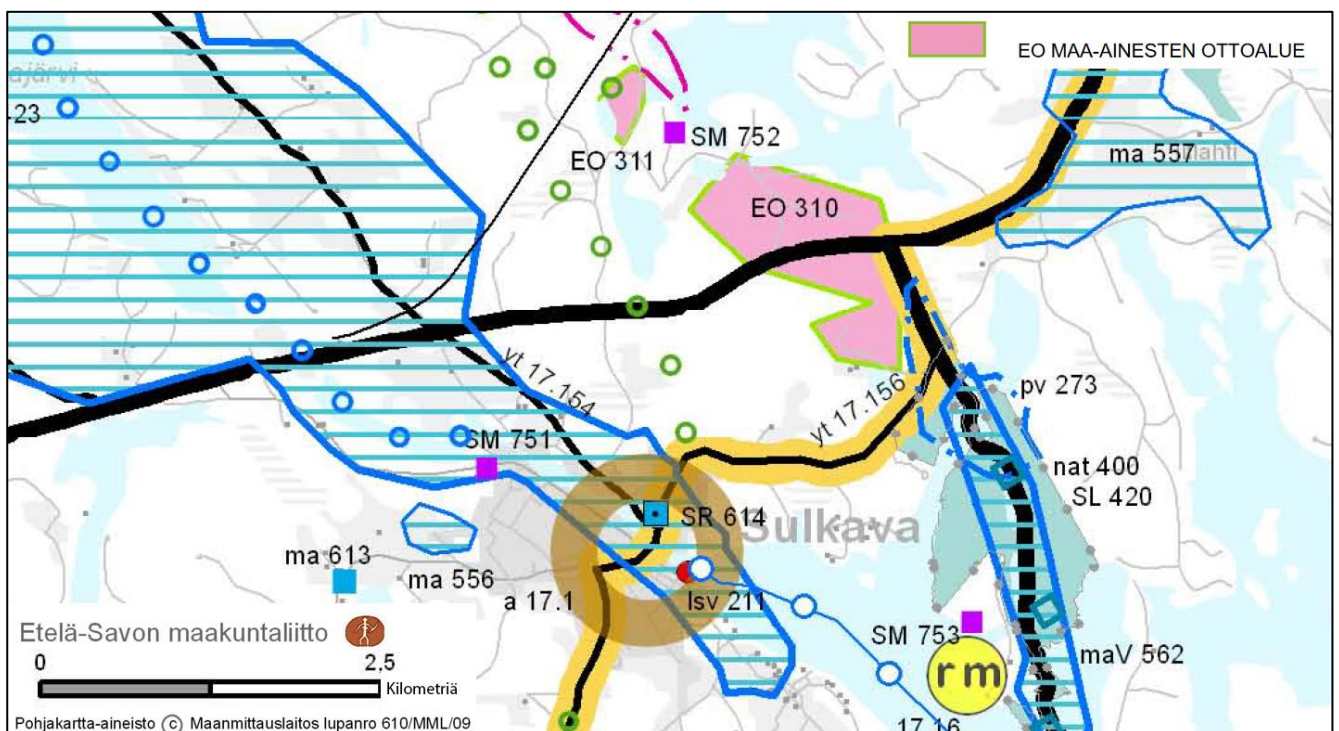 EO MAA-AINESTEN OTTOALUE
ajärvi
.23
SM 752
EO 311
ma 557
EO 310
yt 17.154
yt 17.156
pv 273
SM 751
nat 400
SL 420
SR 614
Sulkava
ma 613
ma 556
a 17.1
lsv 211
SM 753
maV 562
rm
17.16
Etelä-Savon maakuntaliitto
0 2.5
Kilometriä
Pohjakartta-aineisto (c) Maanmittauslaitos lupanro 610/MML/09